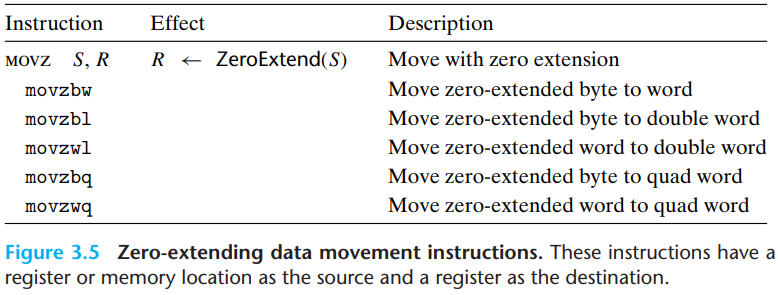 Instruction Effect Description
MOVZ S, R R ← ZeroExtend(S) Move with zero extension
movzbw Move zero-extended byte to word
movzbl Move zero-extended byte to double word
movzwl Move zero-extended word to double word
movzbq Move zero-extended byte to quad word
movzwq Move zero-extended word to quad word
Figure 3.5 Zero-extending data movement instructions. These instructions have a
register or memory location as the source and a register as the destination.